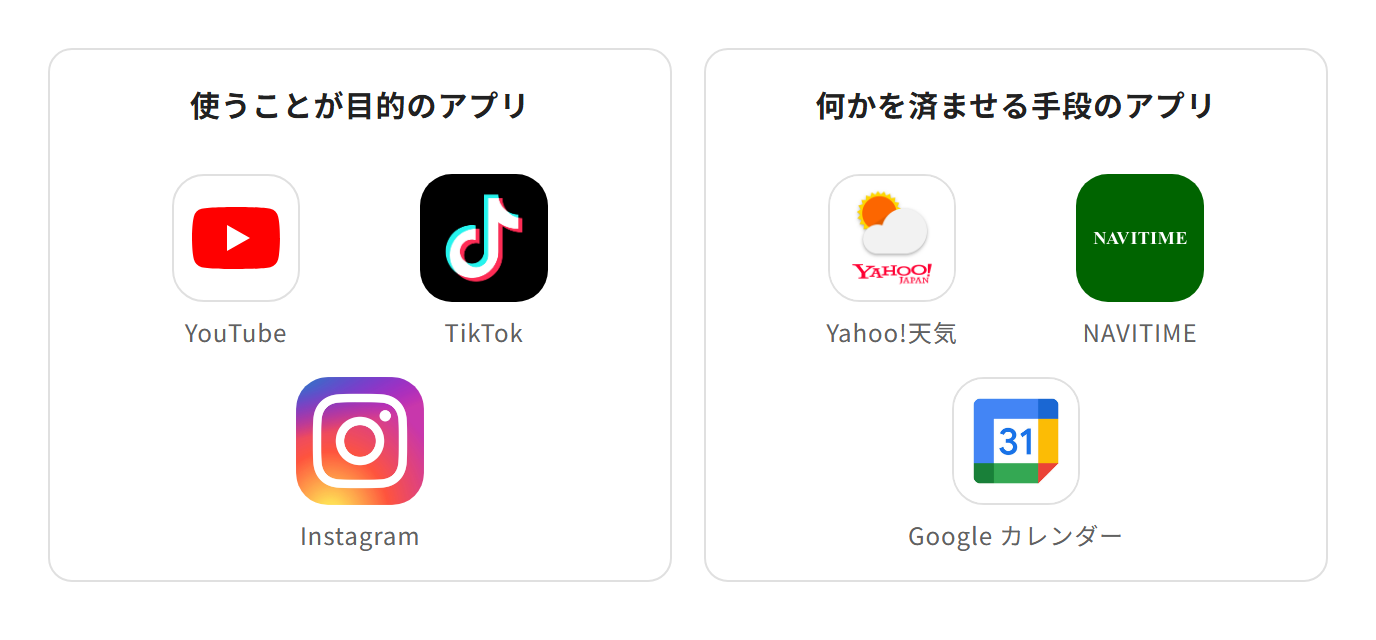 使うことが目的のアプリ
YouTube
TikTok
Instagram
何かを済ませる手段のアプリ
YAHOO!
JAPAN
Yahoo!天気
NAVITIME
NAVITIME
31
Google カレンダー